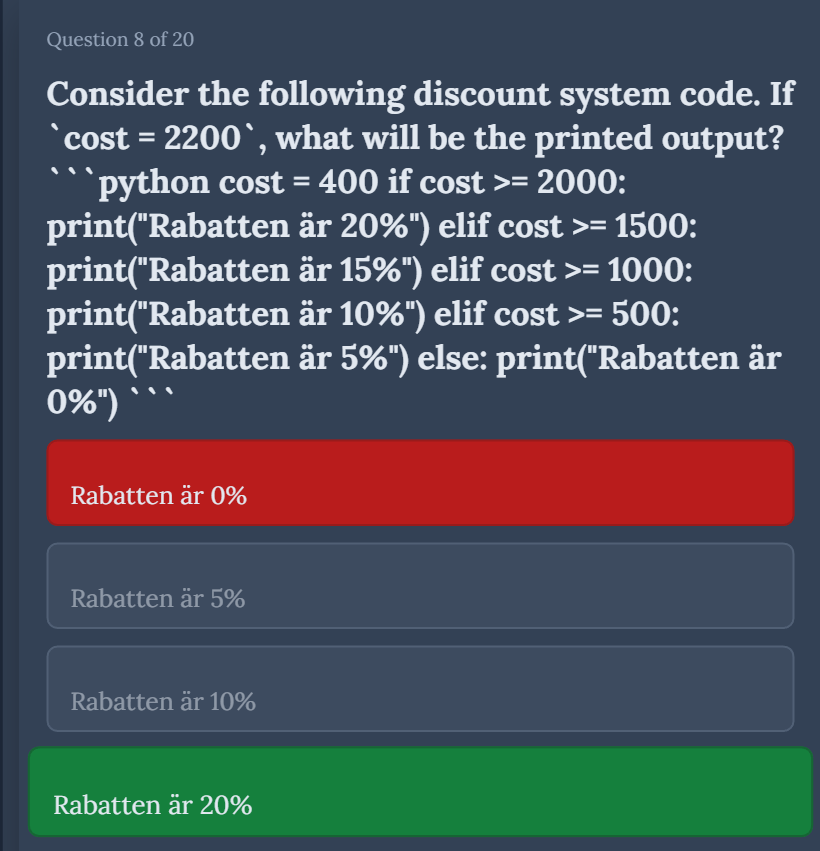 Question 8 of 20
Consider the following discount system code. If
`cost = 2200`, what will be the printed output?
```python cost = 400 if cost >= 2000:
print("Rabatten är 20%") elif cost >= 1500:
print("Rabatten är 15%") elif cost >= 1000:
print("Rabatten är 10%") elif cost >= 500:
print("Rabatten är 5%") else: print("Rabatten är
0%") ```
Rabatten är 0%
Rabatten är 5%
Rabatten är 10%
Rabatten är 20%